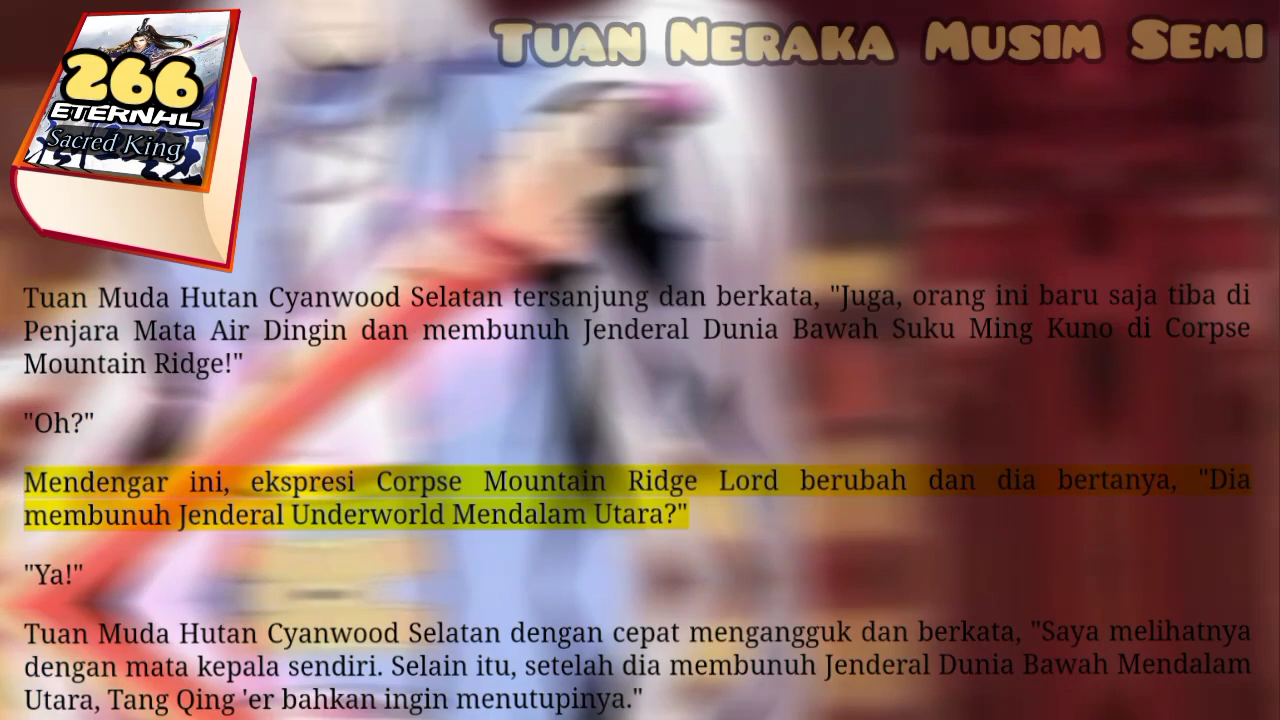 266
ETERNAL
Sacred King
TUAN NERAKA MUSIM SEMI
Tuan Muda Hutan Cyanwood Selatan tersanjung dan berkata, "Juga, orang ini baru saja tiba di
Penjara Mata Air Dingin dan membunuh Jenderal Dunia Bawah Suku Ming Kuno di Corpse
Mountain Ridge!"
"Oh?"
Mendengar ini, ekspresi Corpse Mountain Ridge Lord berubah dan dia bertanya, "Dia
membunuh Jenderal Underworld Mendalam Utara?"
"Ya!"
Tuan Muda Hutan Cyanwood Selatan dengan cepat mengangguk dan berkata, "Saya melihatnya
dengan mata kepala sendiri. Selain itu, setelah dia membunuh Jenderal Dunia Bawah Mendalam
Utara, Tang Qing 'er bahkan ingin menutupinya."